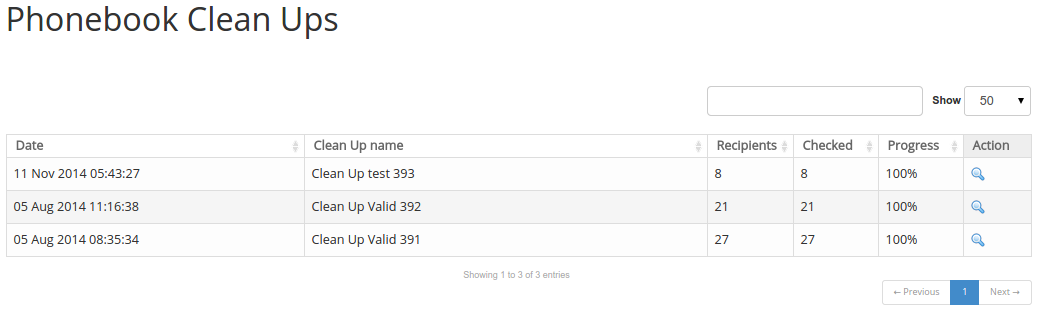 Phonebook Clean Ups
Show 50
Date Clean Up name Recipients Checked Progress Action
11 Nov 2014 05:43:27 Clean Up test 393 8 8 100%
05 Aug 2014 11:16:38 Clean Up Valid 392 21 21 100%
05 Aug 2014 08:35:34 Clean Up Valid 391 27 27 100%
Showing 1 to 3 of 3 entries
← Previous 1 Next →